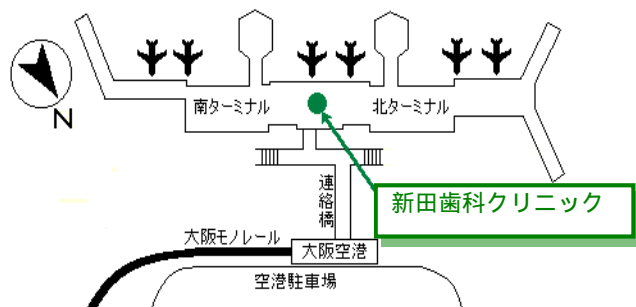 南ターミナル
北ターミナル
N
連絡橋
新田歯科クリニック
大阪モノレール
大阪空港
空港駐車場